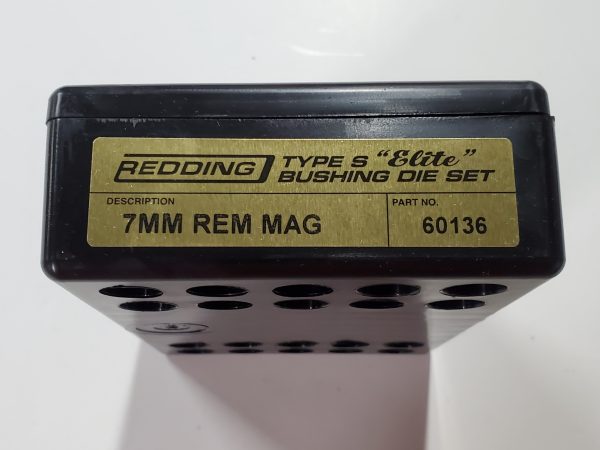 REDDING TYPE S "Elite"
BUSHING DIE SET
DESCRIPTION PART NO.
7MM REM MAG 60136